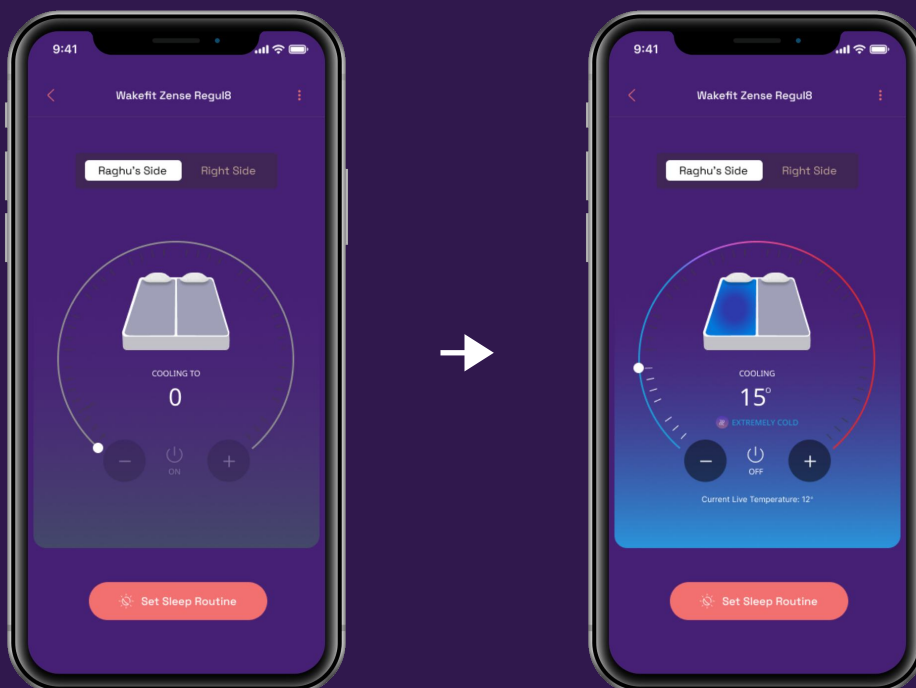 9:41
Wakefit Zense Regul8
Raghu's Side Right Side
COOLING TO
0
ON
Set Sleep Routine
9:41
Wakefit Zense Regul8
Raghu's Side Right Side
COOLING
15°
EXTREMELY COLD
OFF
Current Live Temperature: 12°
Set Sleep Routine